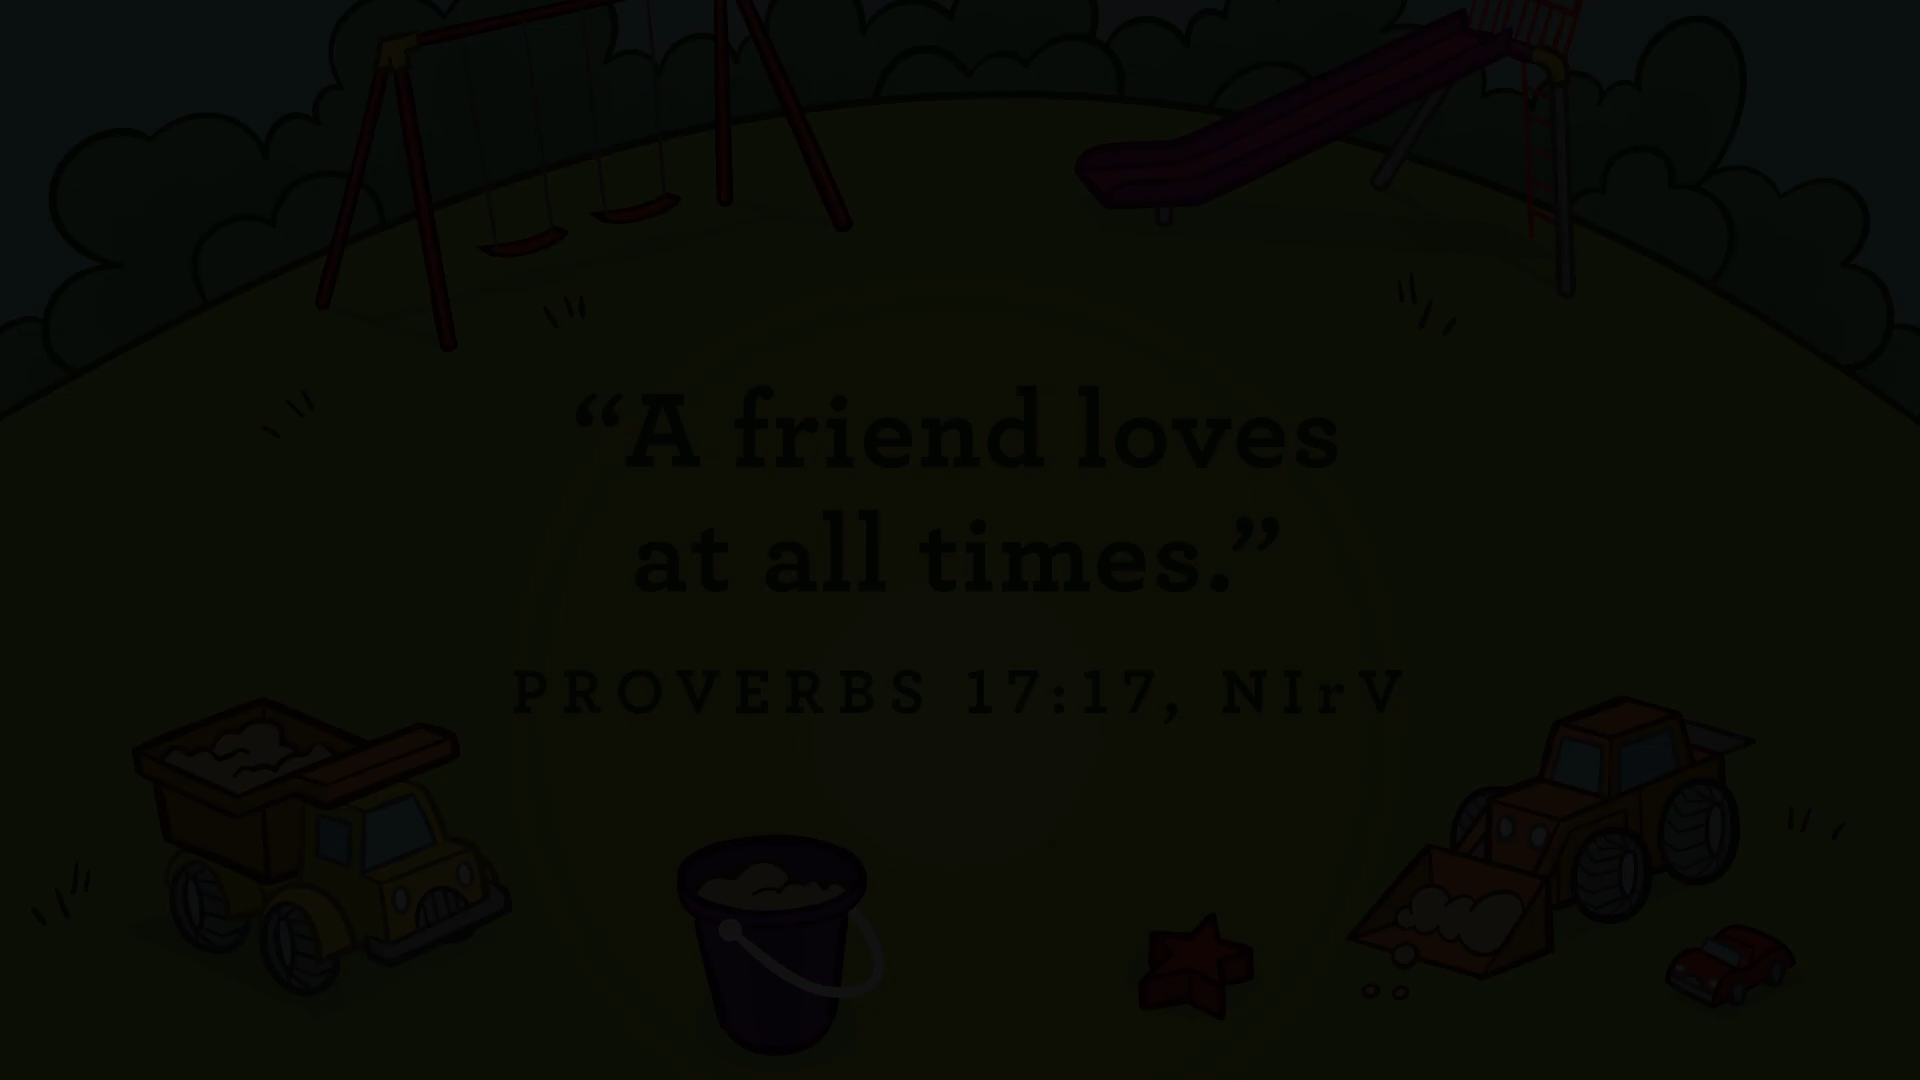 “A friend loves
at all times.”
PROVERBS 17:17, NIrV